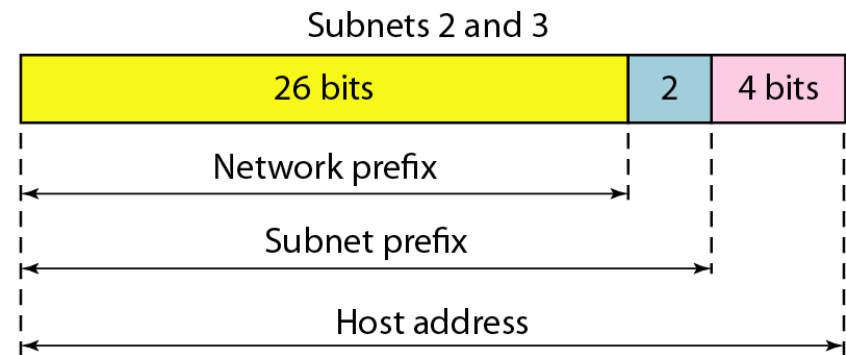 Subnets 2 and 3
26 bits 2 4 bits
Network prefix
Subnet prefix
Host address